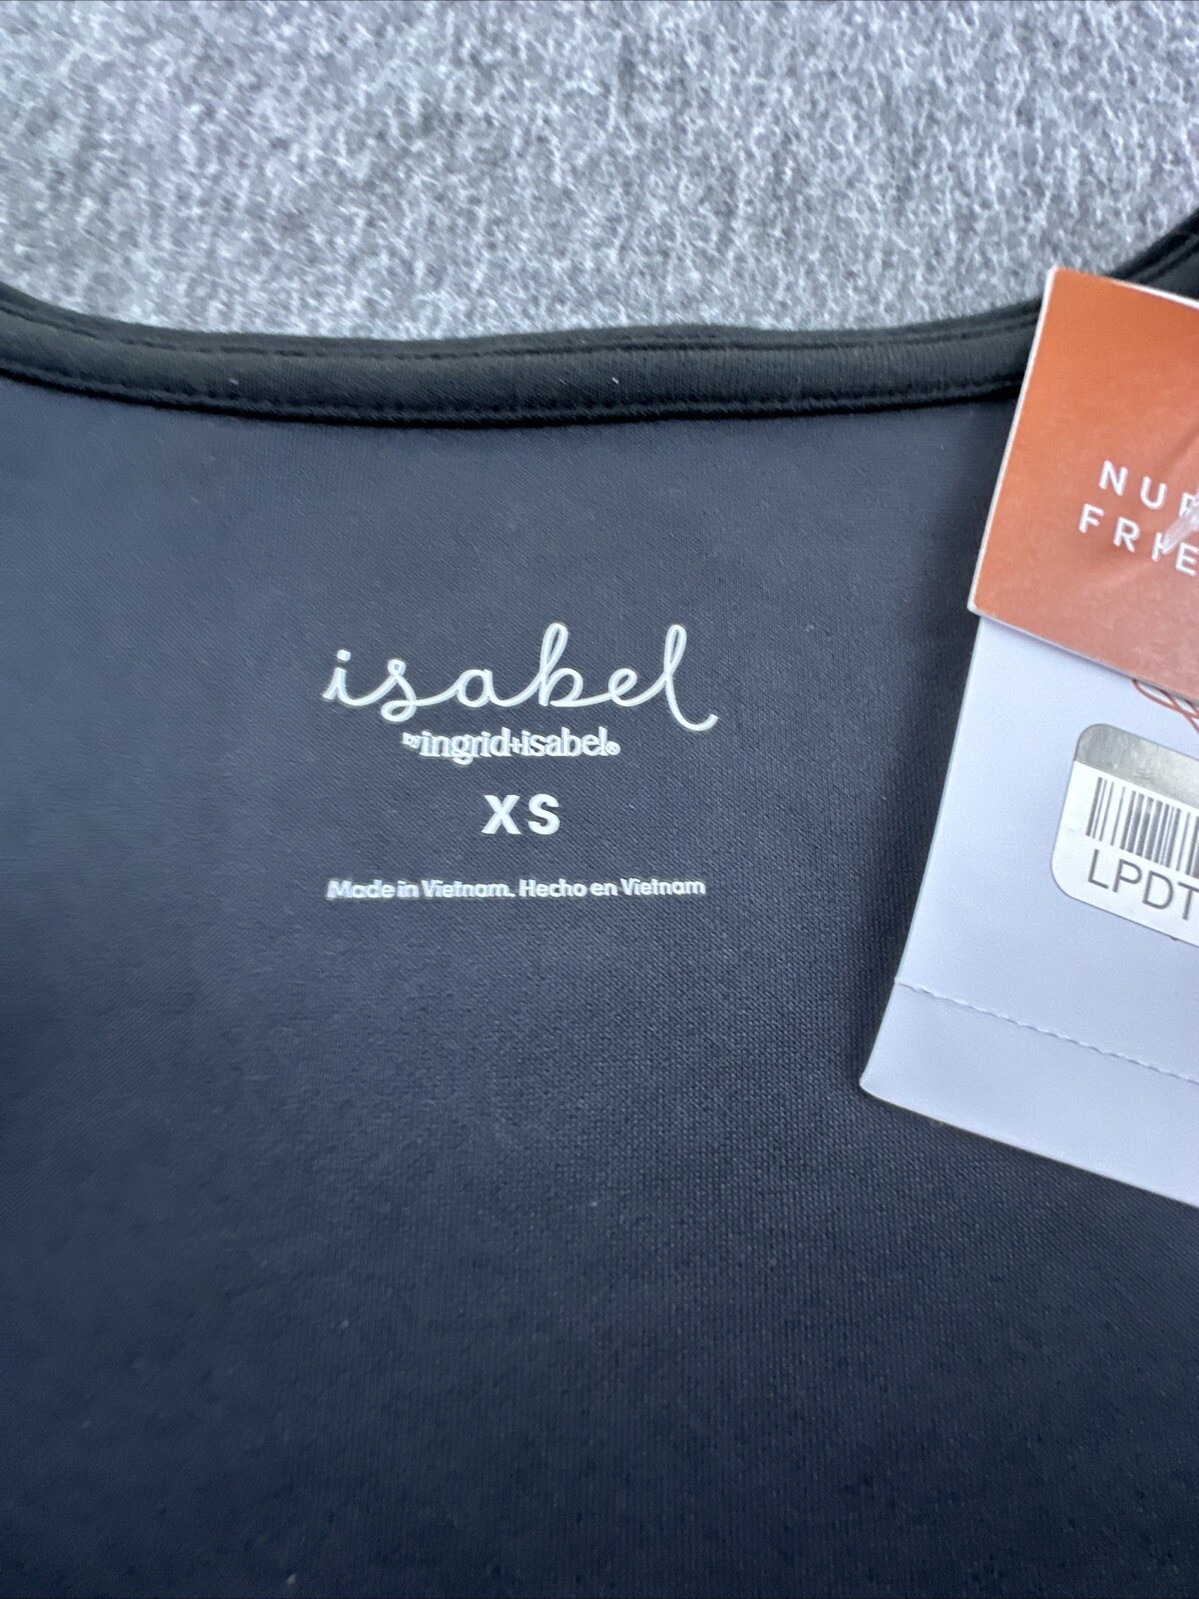 isabel
by ingrid+isabel®
XS
Made in Vietnam. Hecho en Vietnam
NUR
FRIE
LPDT